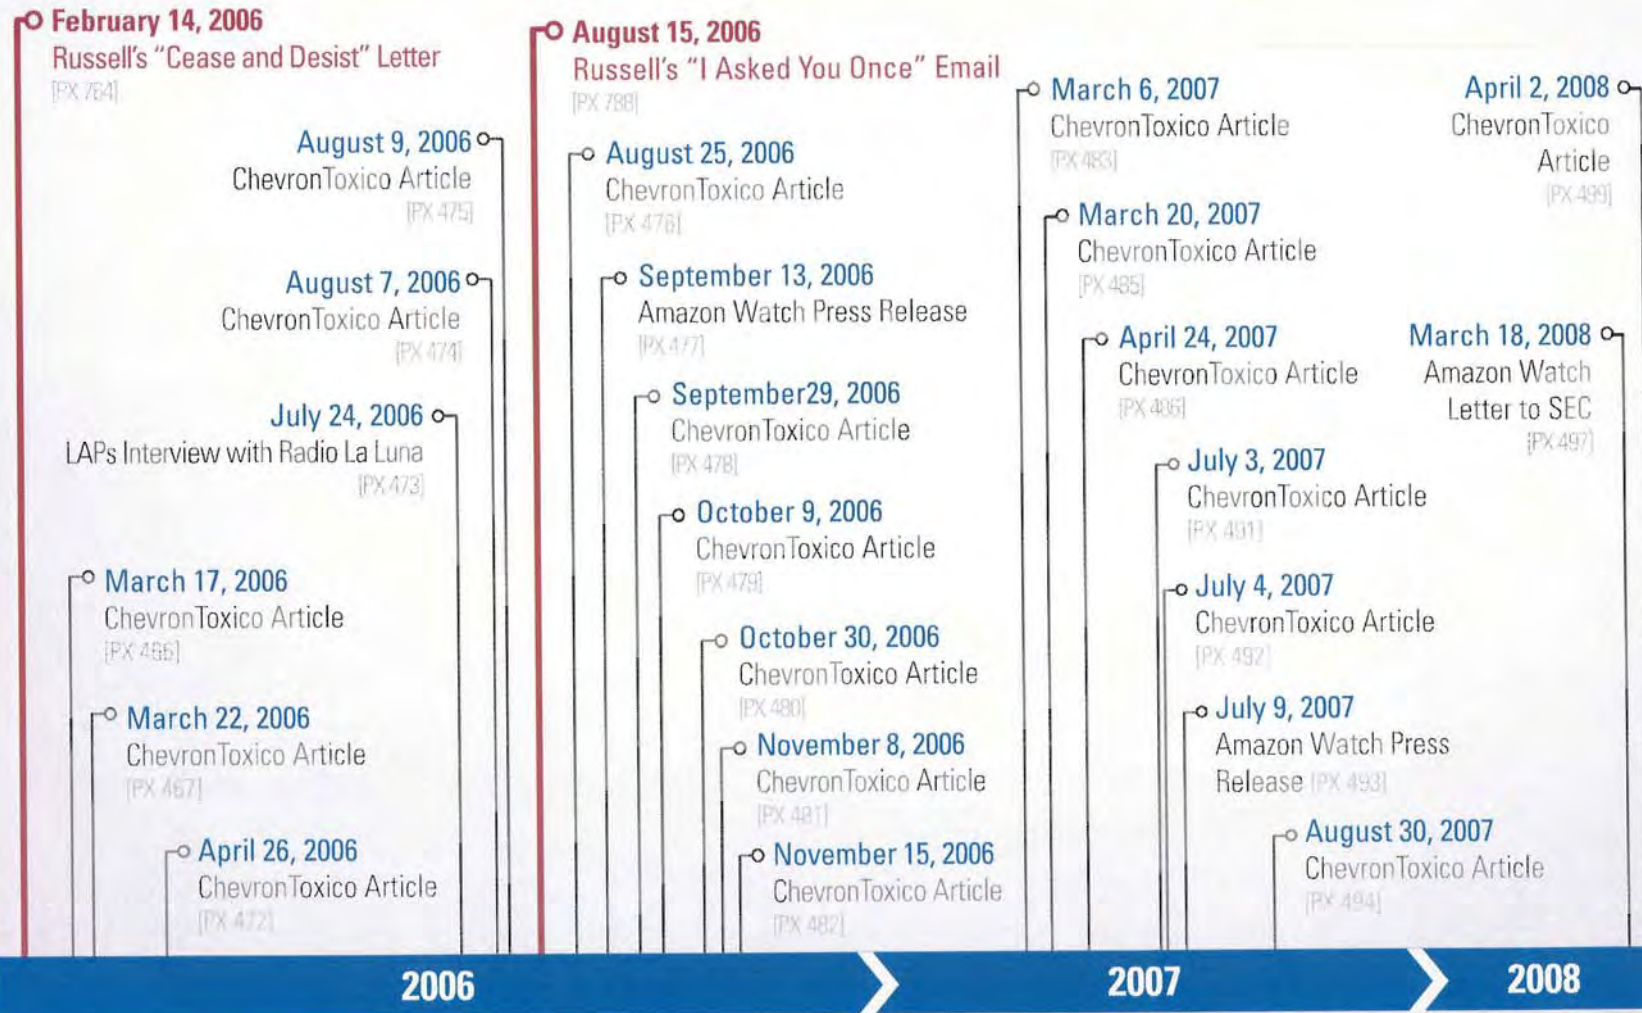 February 14, 2006
Russell's “Cease and Desist” Letter
[PX 764]
August 9, 2006
ChevronToxico Article
[PX 475]
August 7, 2006
ChevronToxico Article
[PX 474]
July 24, 2006
LAPs Interview with Radio La Luna
[PX 473]
March 17, 2006
ChevronToxico Article
[PX 466]
March 22, 2006
ChevronToxico Article
[PX 467]
April 26, 2006
ChevronToxico Article
[PX 472]
August 15, 2006
Russell's “I Asked You Once” Email
[PX 788]
August 25, 2006
ChevronToxico Article
[PX 476]
September 13, 2006
Amazon Watch Press Release
[PX 477]
September29, 2006
ChevronToxico Article
[PX 478]
October 9, 2006
ChevronToxico Article
[PX 479]
October 30, 2006
ChevronToxico Article
[PX 480]
November 8, 2006
ChevronToxico Article
[PX 481]
November 15, 2006
ChevronToxico Article
[PX 482]
March 6, 2007
ChevronToxico Article
[PX 483]
March 20, 2007
ChevronToxico Article
[PX 485]
April 24, 2007
ChevronToxico Article
[PX 486]
July 3, 2007
ChevronToxico Article
[PX 491]
July 4, 2007
ChevronToxico Article
[PX 492]
July 9, 2007
Amazon Watch Press
Release [PX 493]
August 30, 2007
ChevronToxico Article
[PX 494]
April 2, 2008
ChevronToxico
Article
[PX 499]
March 18, 2008
Amazon Watch
Letter to SEC
[PX 497]
2006
2007
2008